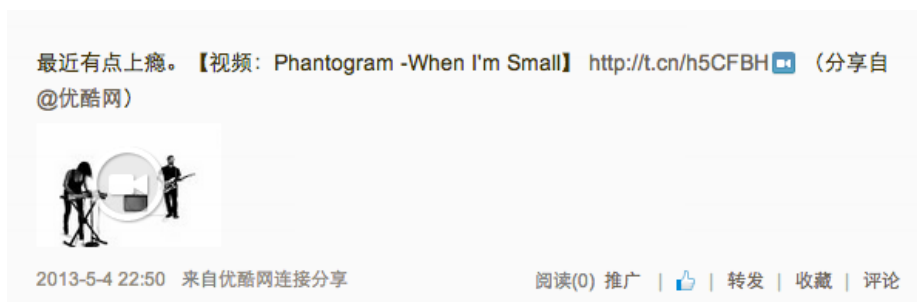 最近有点上瘾。【视频：Phantogram -When I'm Small】 http://t.cn/h5CFBH （分享自
@优酷网）
2013-5-4 22:50 来自优酷网连接分享 阅读(0) 推广 | | 转发 | 收藏 | 评论